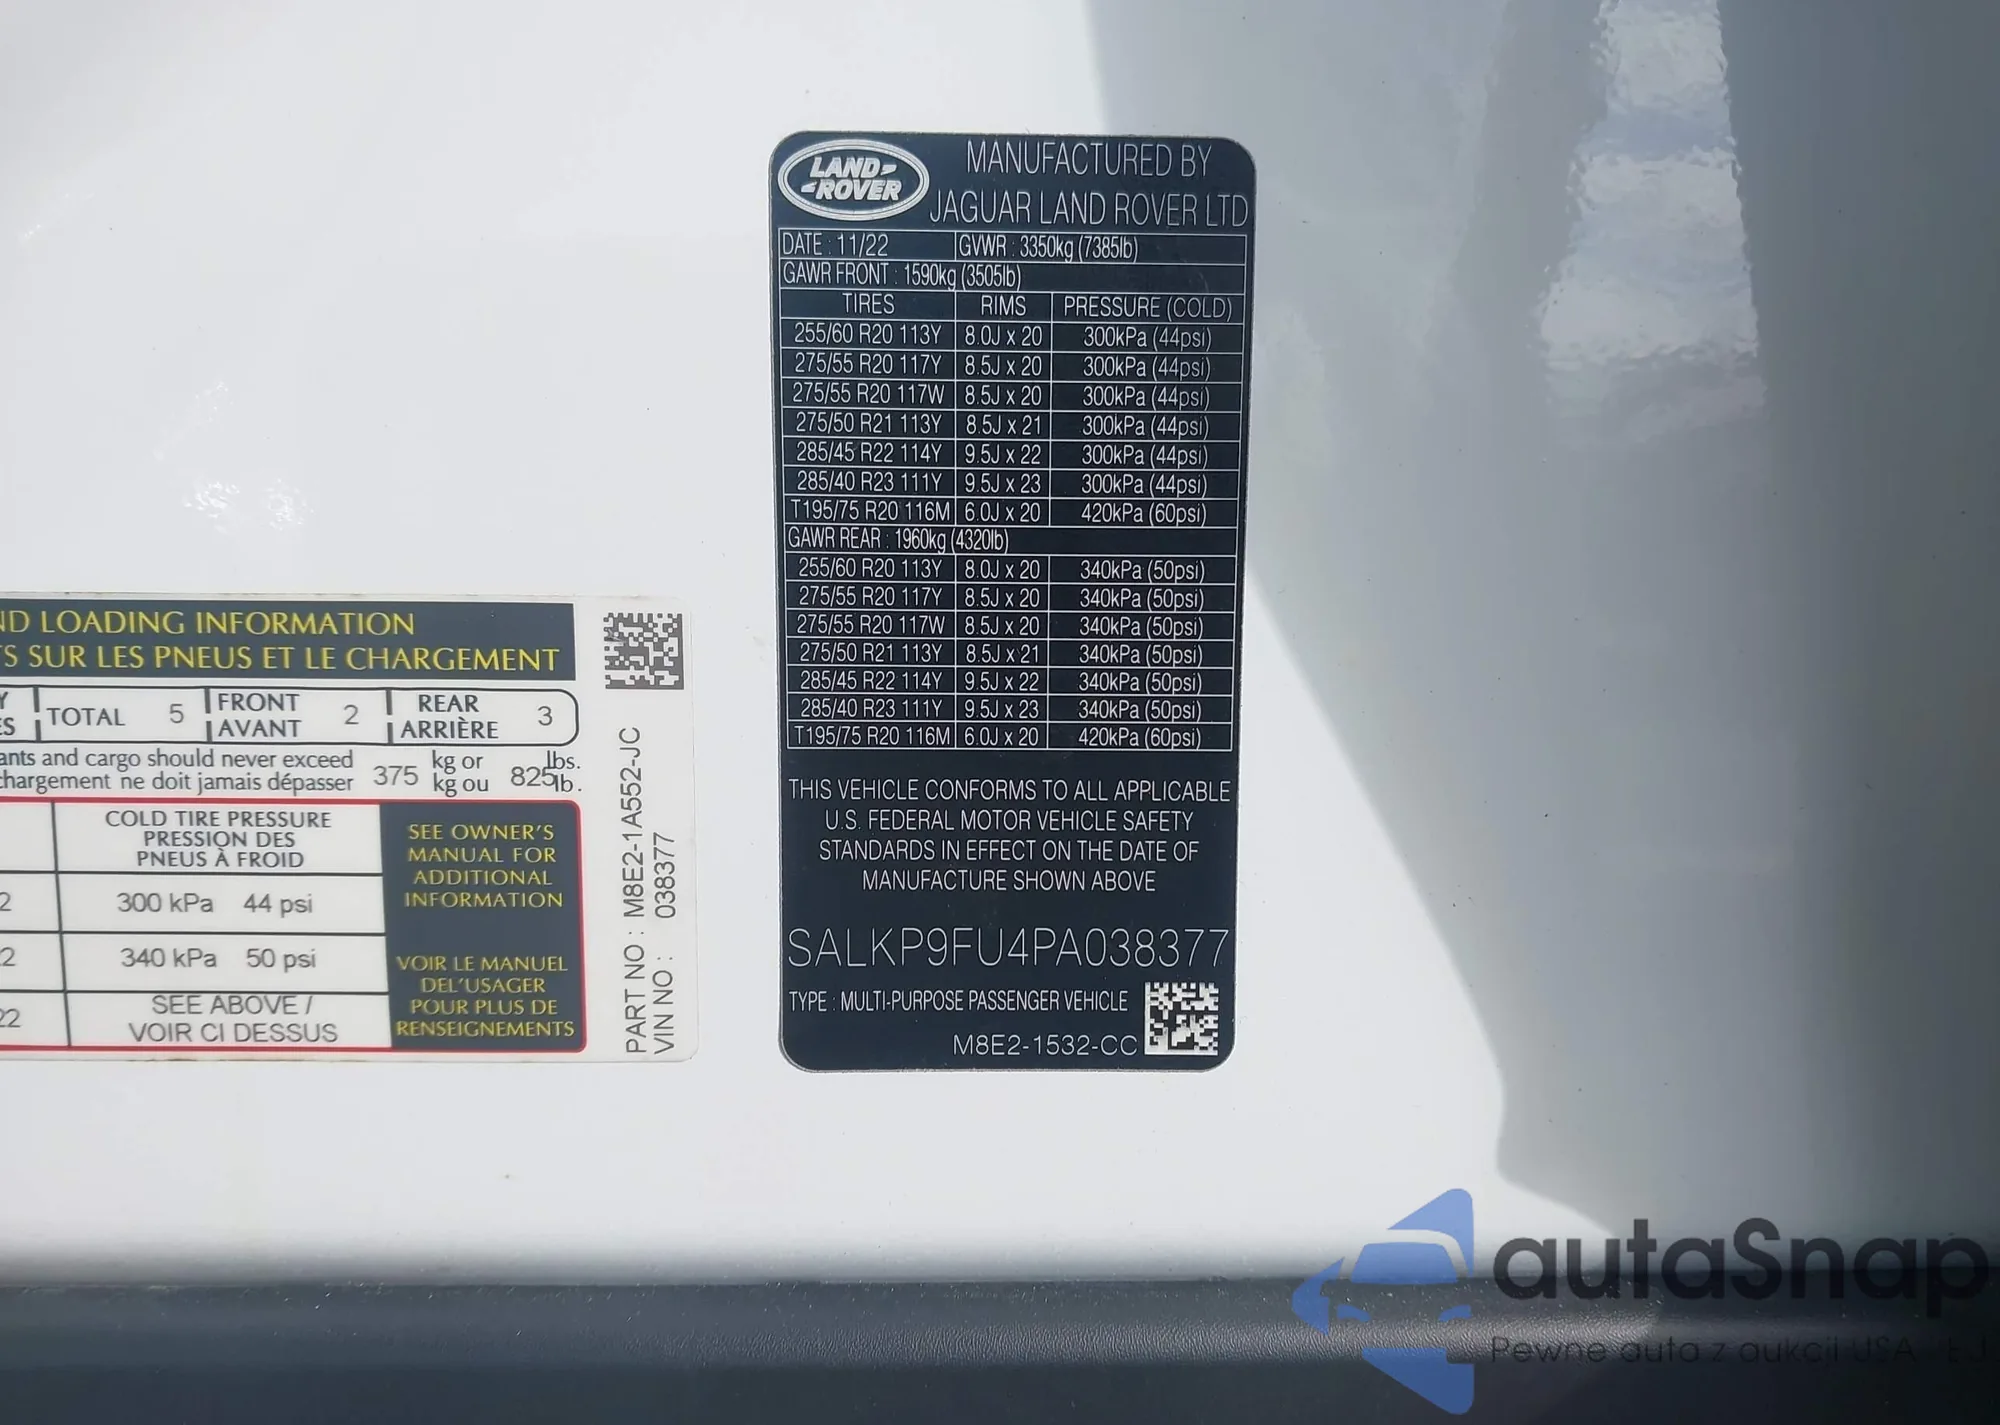 LAND-
-ROVER
MANUFACTURED BY
JAGUAR LAND ROVER LTD
DATE : 11/22 GVWR : 3350kg (7385lb)
GAWR FRONT : 1590kg (3505lb)
TIRES RIMS PRESSURE (COLD)
255/60 R20 113Y 8.0J x 20 300kPa (44psi)
275/55 R20 117Y 8.5J x 20 300kPa (44psi)
275/55 R20 117W 8.5J x 20 300kPa (44psi)
275/50 R21 113Y 8.5J x 21 300kPa (44psi)
285/45 R22 114Y 9.5J x 22 300kPa (44psi)
285/40 R23 111Y 9.5J x 23 300kPa (44psi)
T195/75 R20 116M 6.0J x 20 420kPa (60psi)
GAWR REAR : 1960kg (4320lb)
255/60 R20 113Y 8.0J x 20 340kPa (50psi)
275/55 R20 117Y 8.5J x 20 340kPa (50psi)
275/55 R20 117W 8.5J x 20 340kPa (50psi)
275/50 R21 113Y 8.5J x 21 340kPa (50psi)
285/45 R22 114Y 9.5J x 22 340kPa (50psi)
285/40 R23 111Y 9.5J x 23 340kPa (50psi)
T195/75 R20 116M 6.0J x 20 420kPa (60psi)
THIS VEHICLE CONFORMS TO ALL APPLICABLE
U.S. FEDERAL MOTOR VEHICLE SAFETY
STANDARDS IN EFFECT ON THE DATE OF
MANUFACTURE SHOWN ABOVE
SALKP9FU4PA038377
TYPE : MULTI-PURPOSE PASSENGER VEHICLE
M8E2-1532-CC
ND LOADING INFORMATION
TS SUR LES PNEUS ET LE CHARGEMENT
Y
ES
TOTAL 5
FRONT
AVANT 2
REAR
ARRIÈRE 3
ants and cargo should never exceed
chargement ne doit jamais dépasser
375 kg or
kg ou
825 lbs.
lb.
COLD TIRE PRESSURE
PRESSION DES
PNEUS À FROID
2 300 kPa 44 psi
22 340 kPa 50 psi
22 SEE ABOVE /
VOIR CI DESSUS
SEE OWNER'S
MANUAL FOR
ADDITIONAL
INFORMATION
VOIR LE MANUEL
DEL'USAGER
POUR PLUS DE
RENSEIGNEMENTS
PART NO : M8E2-1A552-JC
VIN NO : 038377
autaSnap
Pewne auta z aukcji USA i EU